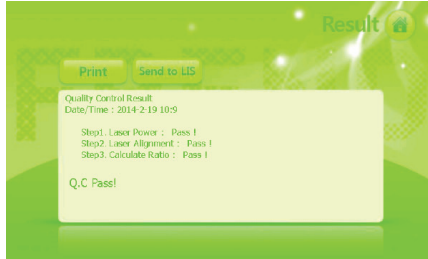 Result
Print
Send to LIS
Quality Control Result
Date/Time : 2014-2-19 10:9
Step1. Laser Power : Pass !
Step2. Laser Alignment : Pass !
Step3. Calculate Ratio : Pass !
Q.C Pass!